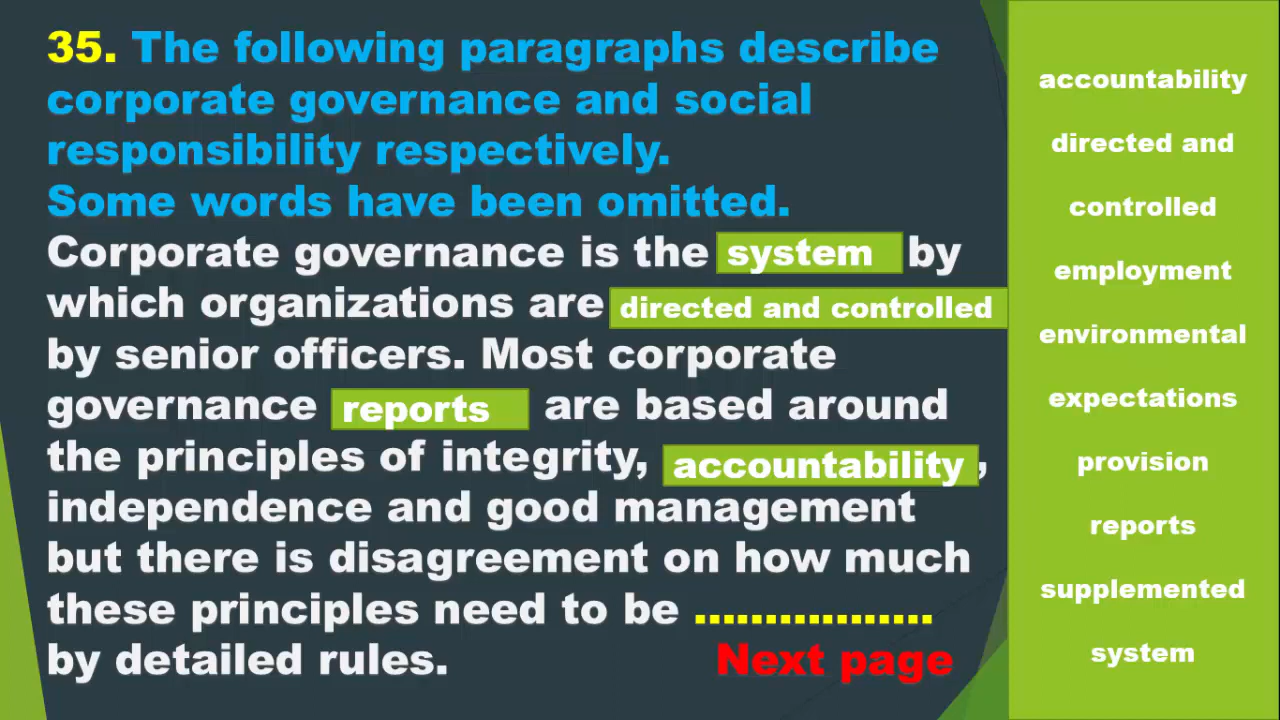 35. The following paragraphs describe
corporate governance and social
responsibility respectively.
Some words have been omitted.
Corporate governance is the system by
which organizations are directed and controlled
by senior officers. Most corporate
governance reports are based around
the principles of integrity, accountability ,
independence and good management
but there is disagreement on how much
these principles need to be .................
by detailed rules. Next page
accountability
directed and
controlled
employment
environmental
expectations
provision
reports
supplemented
system